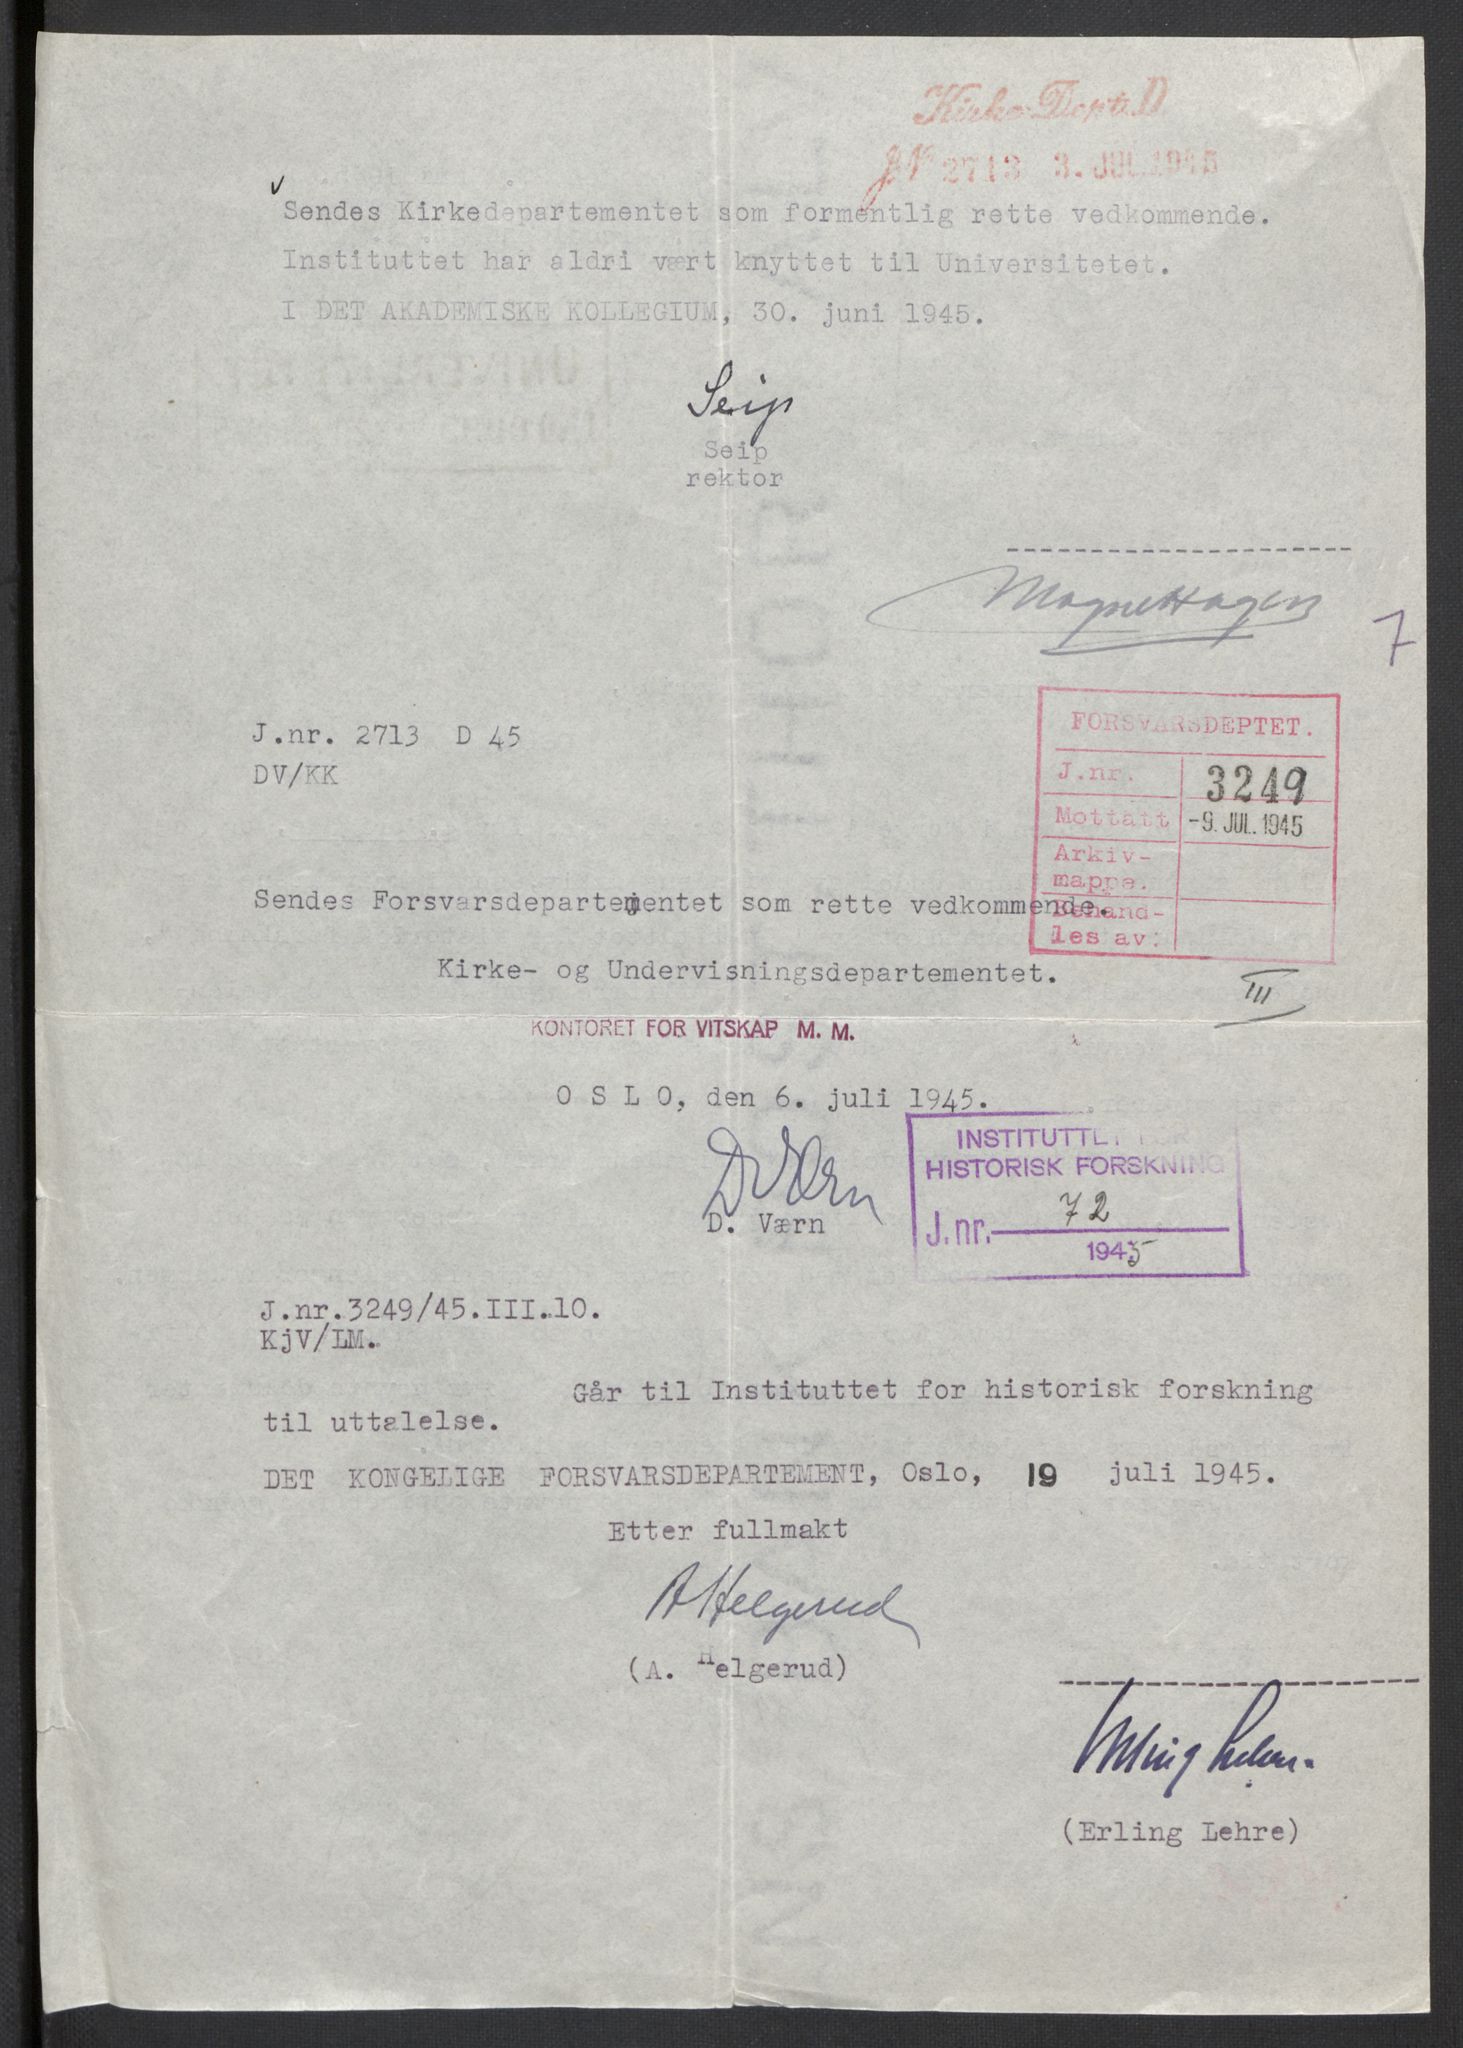 Kirke-Dept. D
J.N 2713 3. JUL. 1945
Sendes Kirkedepartementet som formentlig rette vedkommende.
Instituttet har aldri vært knyttet til Universitetet.
I DET AKADEMISKE KOLLEGIUM, 30. juni 1945.
Seip
Seip
rektor
Magne Hagen
7
J.nr. 2713 D 45
DV/KK
FORSVARSDEPTET.
J.nr. 3249
Mottatt -9. JUL. 1945
Arkiv-
mappe.
Behand-
les av:
Sendes Forsvarsdepartementet som rette vedkommende.
Kirke- og Undervisningsdepartementet.
III
KONTORET FOR VITSKAP M. M.
OSLO, den 6. juli 1945.
D Værn
D. Værn
INSTITUTTET FOR
HISTORISK FORSKNING
J.nr. 72
1945
J.nr.3249/45.III.10.
KjV/LM.
Går til Instituttet for historisk forskning
til uttalelse.
DET KONGELIGE FORSVARSDEPARTEMENT, Oslo, 19 juli 1945.
Etter fullmakt
A Helgerud
(A. Helgerud)
Erling Lehre.
(Erling Lehre)